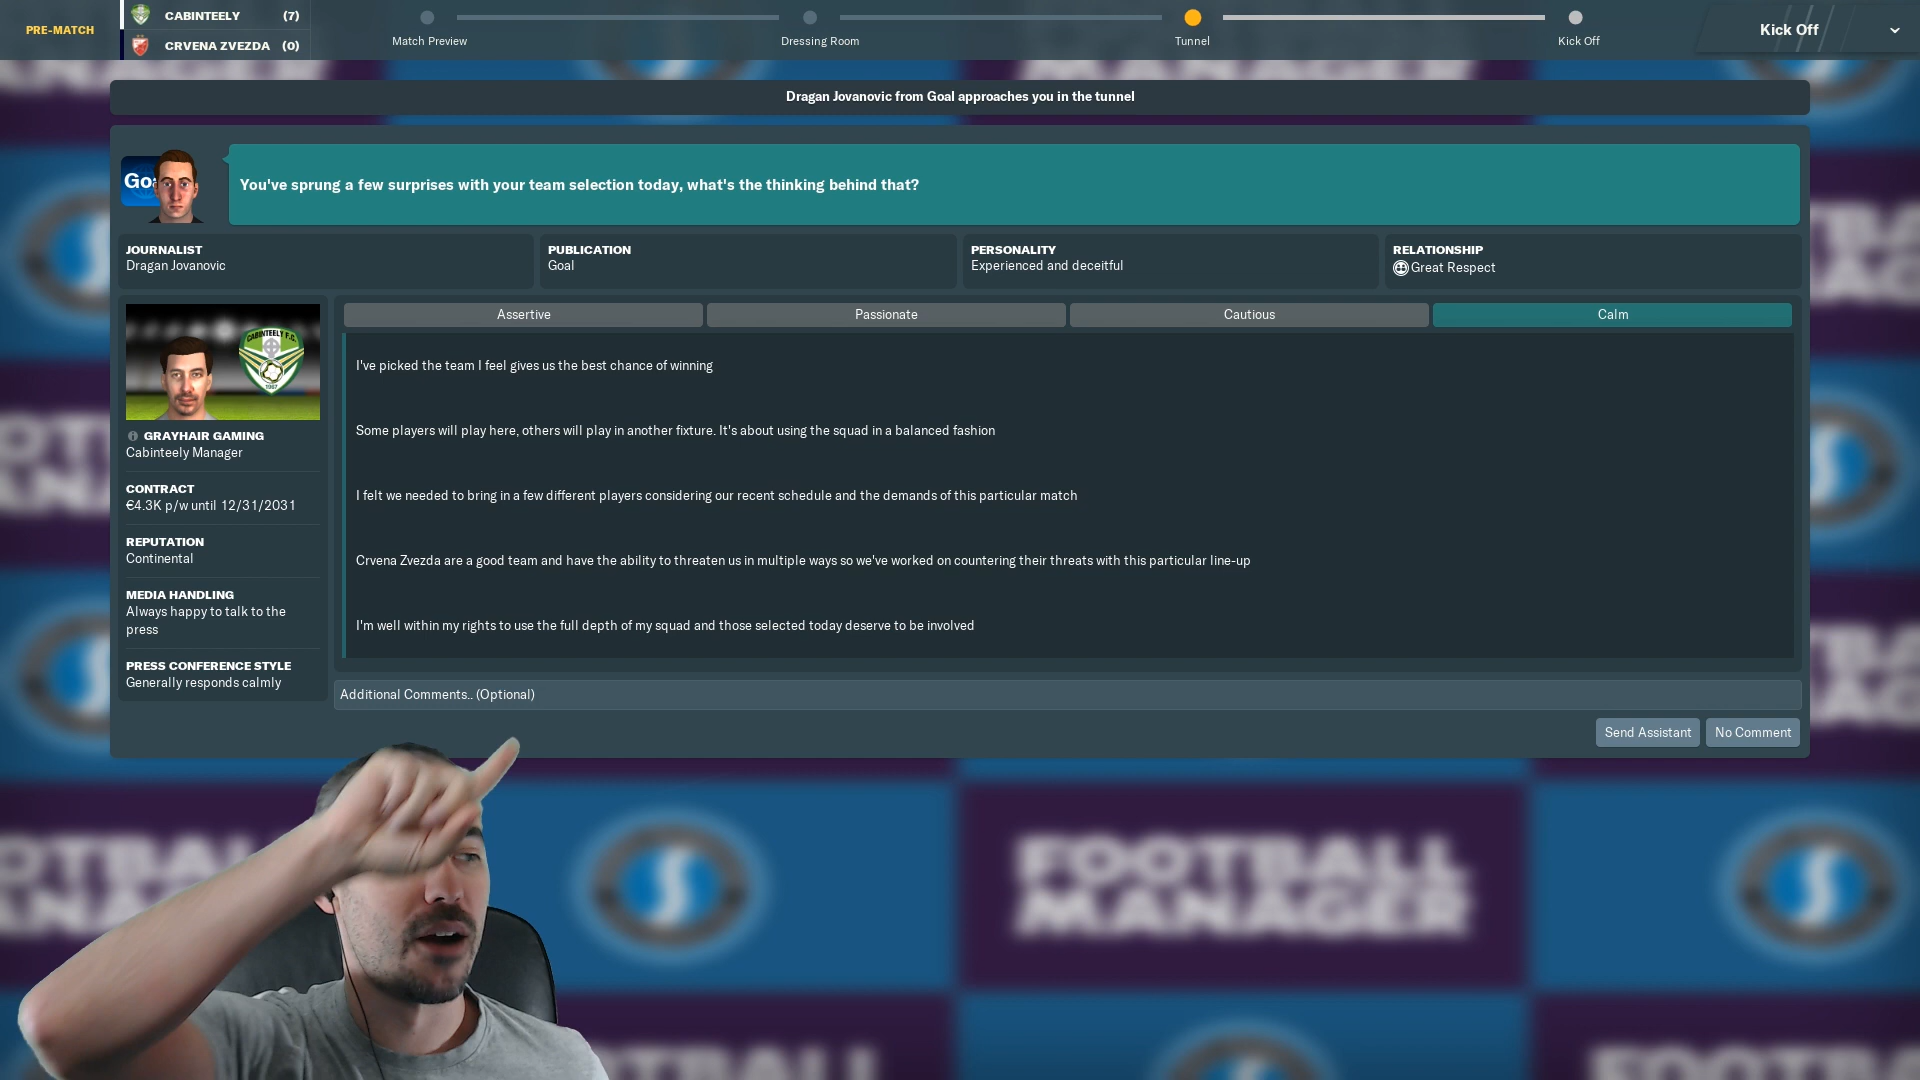 PRE-MATCH
CABINTEELY (7)
CRVENA ZVEZDA (0)
Match Preview
Dressing Room
Tunnel
Kick Off
Kick Off
Dragan Jovanovic from Goal approaches you in the tunnel
Goa
You've sprung a few surprises with your team selection today, what's the thinking behind that?
JOURNALIST
Dragan Jovanovic
PUBLICATION
Goal
PERSONALITY
Experienced and deceitful
RELATIONSHIP
Great Respect
CABINTEELY F.C.
1967
GRAYHAIR GAMING
Cabinteely Manager
CONTRACT
€4.3K p/w until 12/31/2031
REPUTATION
Continental
MEDIA HANDLING
Always happy to talk to the
press
PRESS CONFERENCE STYLE
Generally responds calmly
Assertive
Passionate
Cautious
Calm
I've picked the team I feel gives us the best chance of winning
Some players will play here, others will play in another fixture. It's about using the squad in a balanced fashion
I felt we needed to bring in a few different players considering our recent schedule and the demands of this particular match
Crvena Zvezda are a good team and have the ability to threaten us in multiple ways so we've worked on countering their threats with this particular line-up
I'm well within my rights to use the full depth of my squad and those selected today deserve to be involved
Additional Comments.. (Optional)
Send Assistant
No Comment
FOOTBALL
MANAGER